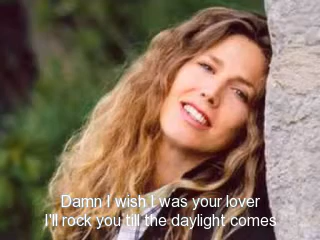 Damn I wish I was your lover
I'll rock you till the daylight comes